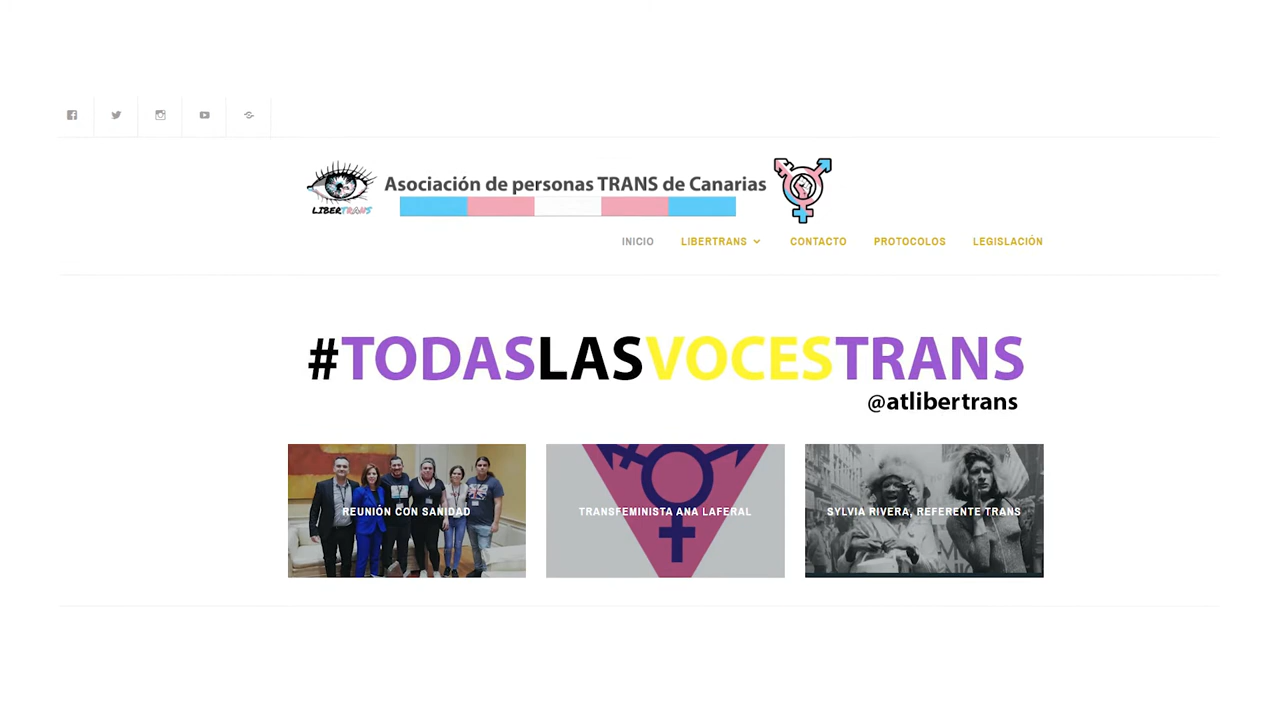 LIBERTRANS
Asociación de personas TRANS de Canarias
INICIO
LIBERTRANS
CONTACTO
PROTOCOLOS
LEGISLACIÓN
#TODASLASVOCESTRANS
@atlibertrans
REUNIÓN CON SANIDAD
TRANSFEMINISTA ANA LAFERAL
SYLVIA RIVERA, REFERENTE TRANS